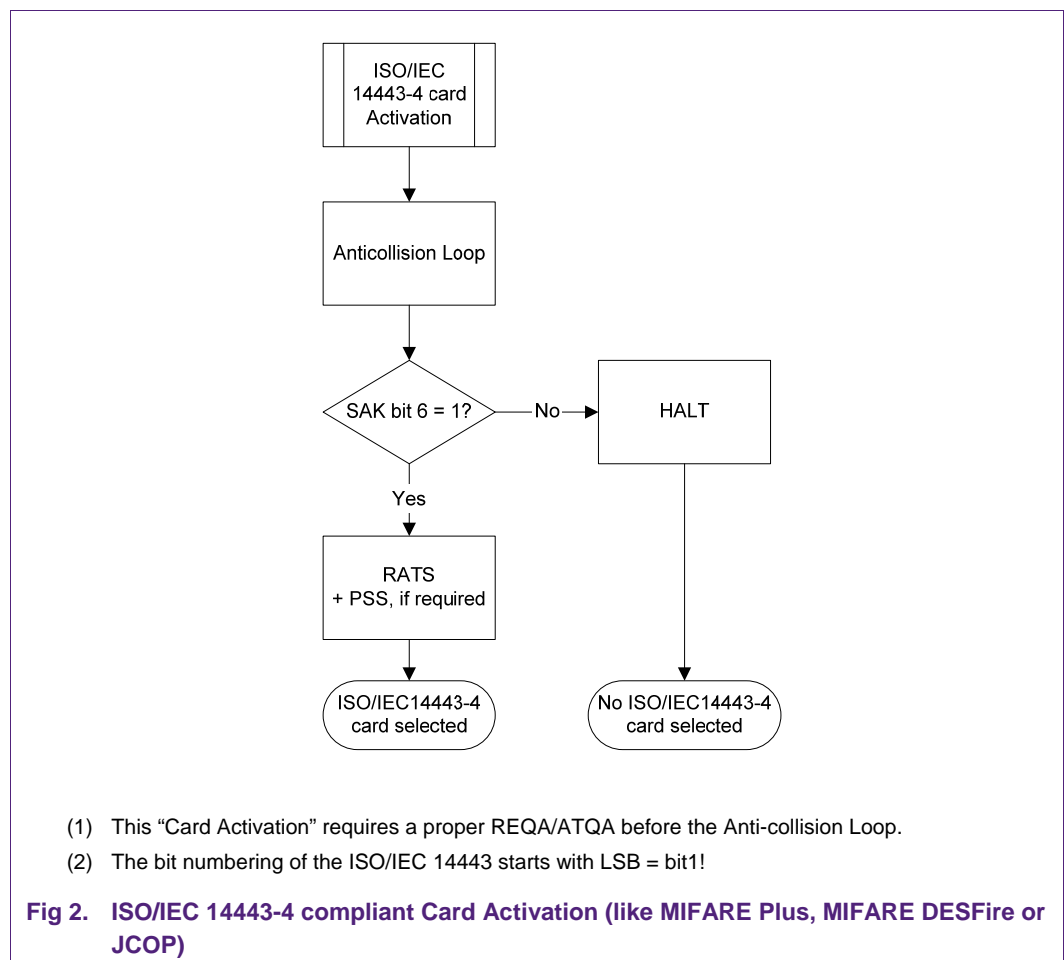 ISO/IEC
14443-4 card
Activation
Anticollision Loop
SAK bit 6 = 1?
No
HALT
Yes
RATS
+ PSS, if required
ISO/IEC14443-4
card selected
No ISO/IEC14443-4
card selected
(1) This “Card Activation” requires a proper REQA/ATQA before the Anti-collision Loop.
(2) The bit numbering of the ISO/IEC 14443 starts with LSB = bit1!
Fig 2. ISO/IEC 14443-4 compliant Card Activation (like MIFARE Plus, MIFARE DESFire or
JCOP)